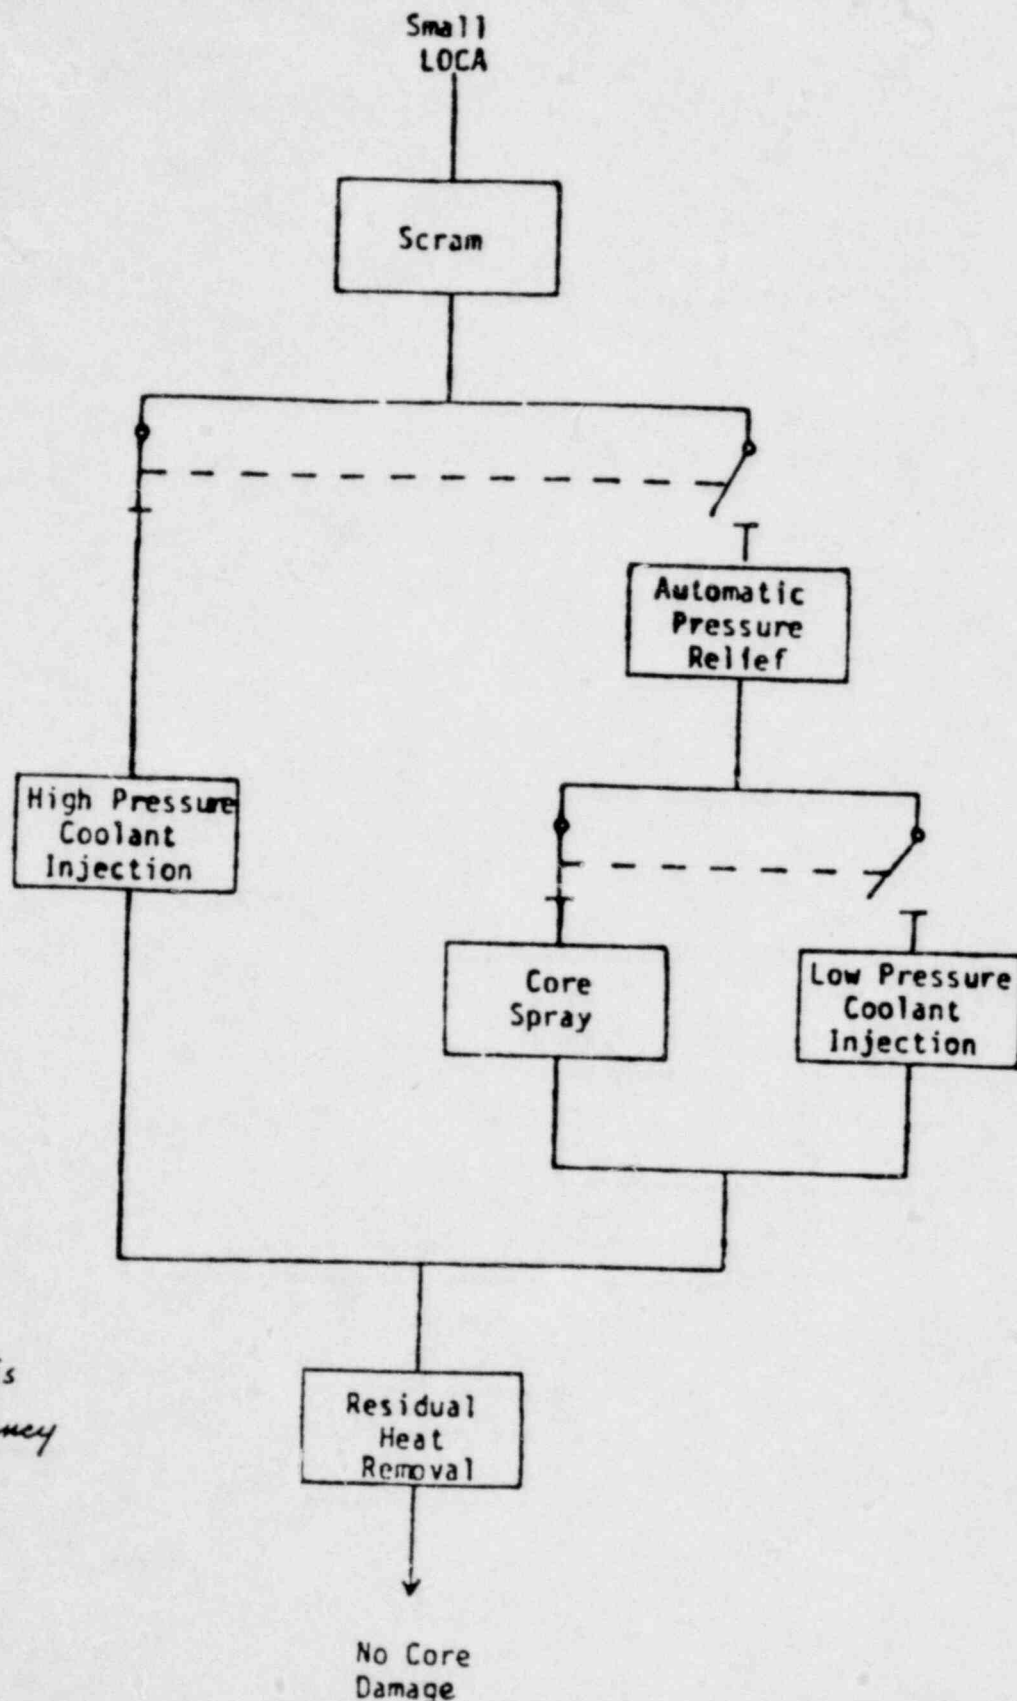 Small
LOCA
Scram
Automatic
Pressure
Relief
High Pressure
Coolant
Injection
Core
Spray
Low Pressure
Coolant
Injection
Residual
Heat
Removal
No Core
Damage